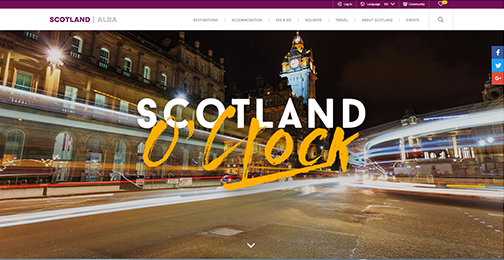 Log in Language EN Community
SCOTLAND | ALBA
DESTINATIONS ACCOMMODATION SEE & DO HOLIDAYS TRAVEL ABOUT SCOTLAND EVENTS
SCOTLAND
O'CLOCK